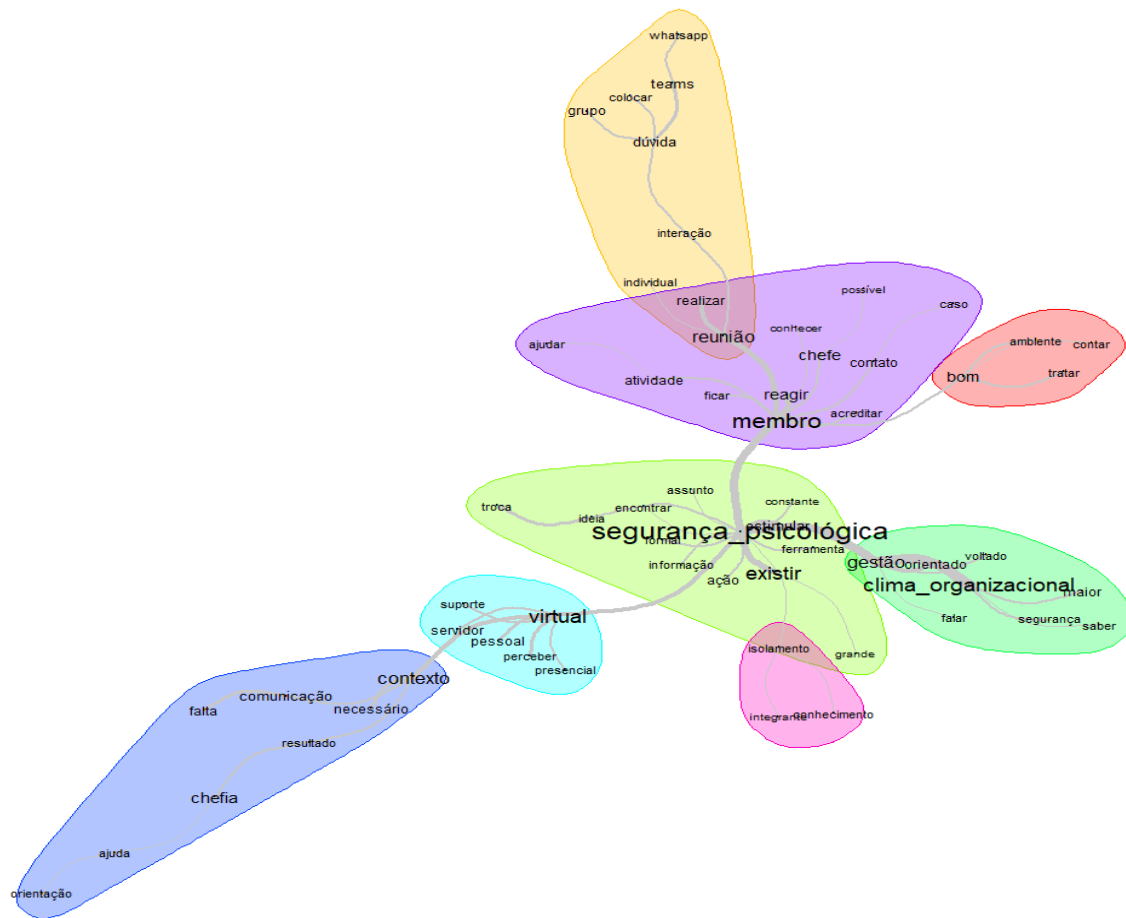 whatsapp
teams
colocar
grupo
dúvida
interação
individual
realizar
possível
caso
reunião
conhecer
chefe
ajudar
contato
atividade
ficar
reagir
acreditar
membro
ambiente
contar
bom
tratar
assunto
constante
troca
encontrar
ideia
estimular
segurança_psicológica
formal
ferramenta
informação
existir
ação
gestão
orientado
voltado
clima_organizacional
maior
falar
segurança
saber
suporte
virtual
servidor
pessoal
perceber
presencial
isolamento
grande
integrante
conhecimento
contexto
comunicação
necessário
falta
resultado
chefia
ajuda
orientação